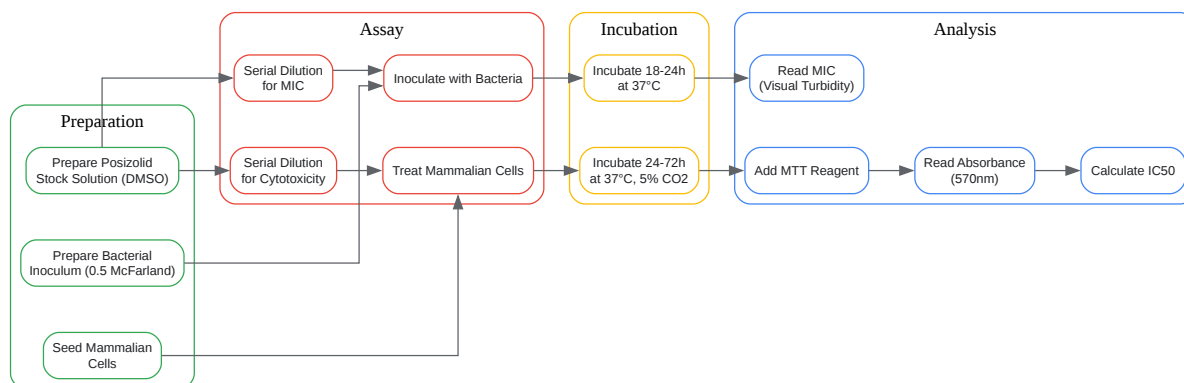 Assay
Incubation
Analysis
Serial Dilution
for MIC
Inoculate with Bacteria
Incubate 18-24h
at 37°C
Read MIC
(Visual Turbidity)
Preparation
Prepare Posizolid
Stock Solution (DMSO)
Serial Dilution
for Cytotoxicity
Treat Mammalian Cells
Incubate 24-72h
at 37°C, 5% CO2
Add MTT Reagent
Read Absorbance
(570nm)
Calculate IC50
Prepare Bacterial
Inoculum (0.5 McFarland)
Seed Mammalian
Cells